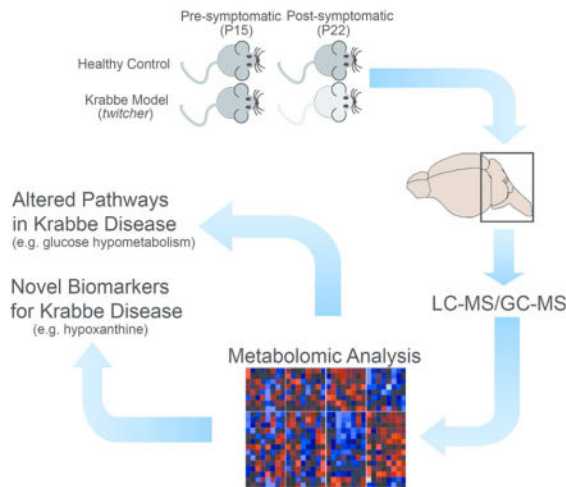 Pre-symptomatic Post-symptomatic
(P15) (P22)
Healthy Control
Krabbe Model
(twitcher)
Altered Pathways
in Krabbe Disease
(e.g. glucose hypometabolism)
Novel Biomarkers
for Krabbe Disease
(e.g. hypoxanthine)
LC-MS/GC-MS
Metabolomic Analysis